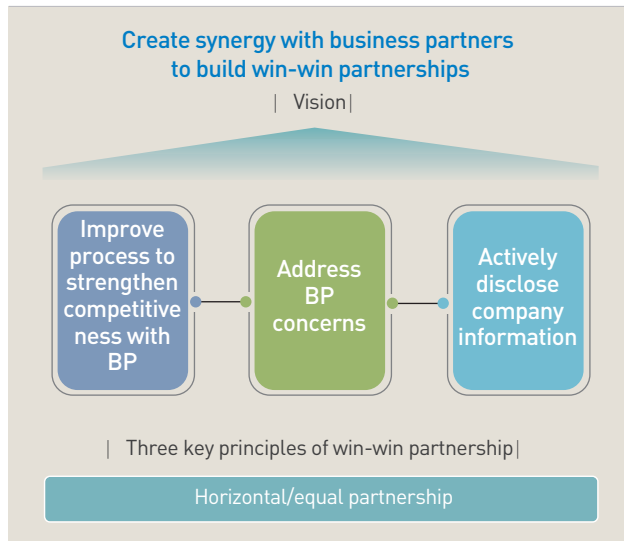 Create synergy with business partners
to build win-win partnerships
| Vision|
Improve
process to
strengthen
competitive
ness with
BP
Address
BP
concerns
Actively
disclose
company
information
| Three key principles of win-win partnership|
Horizontal/equal partnership